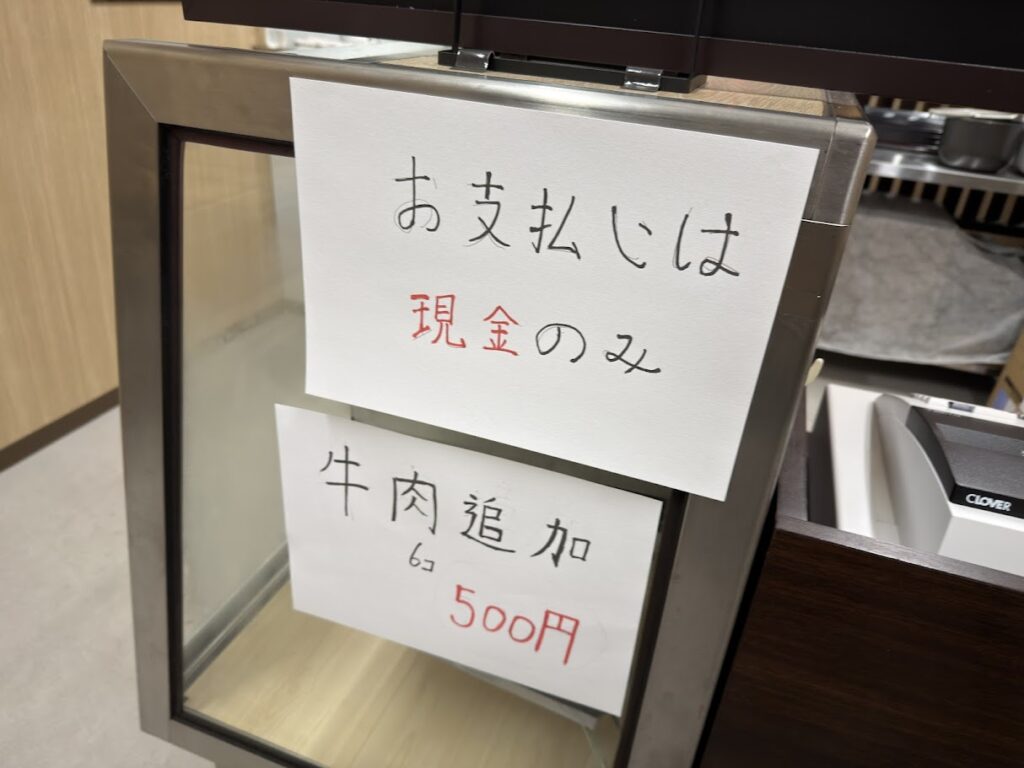 お支払いは
現金のみ
牛肉追加
6コ
500円
CLOVER